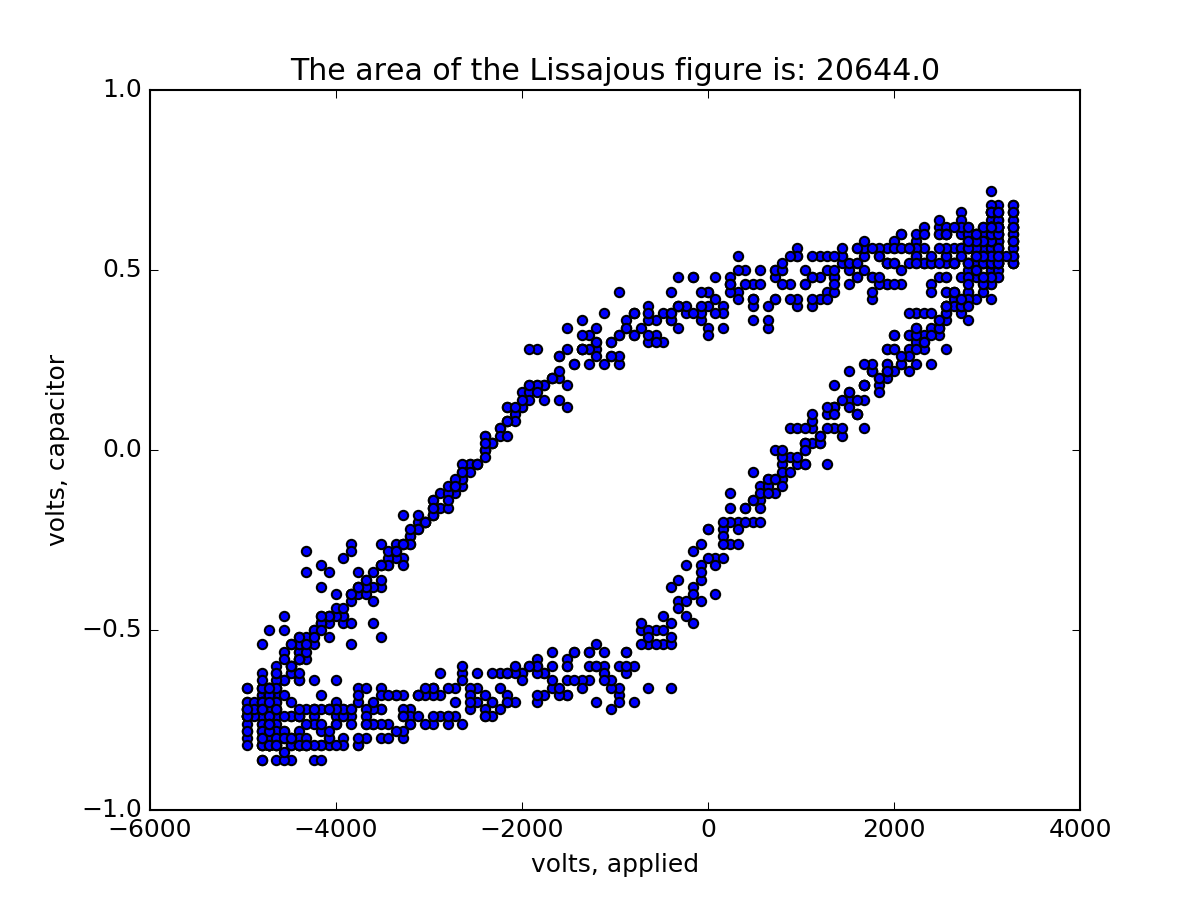 The area of the Lissajous figure is: 20644.0
1.0
0.5
0.0
−0.5
−1.0
volts, capacitor
−6000 −4000 −2000 0 2000 4000
volts, applied